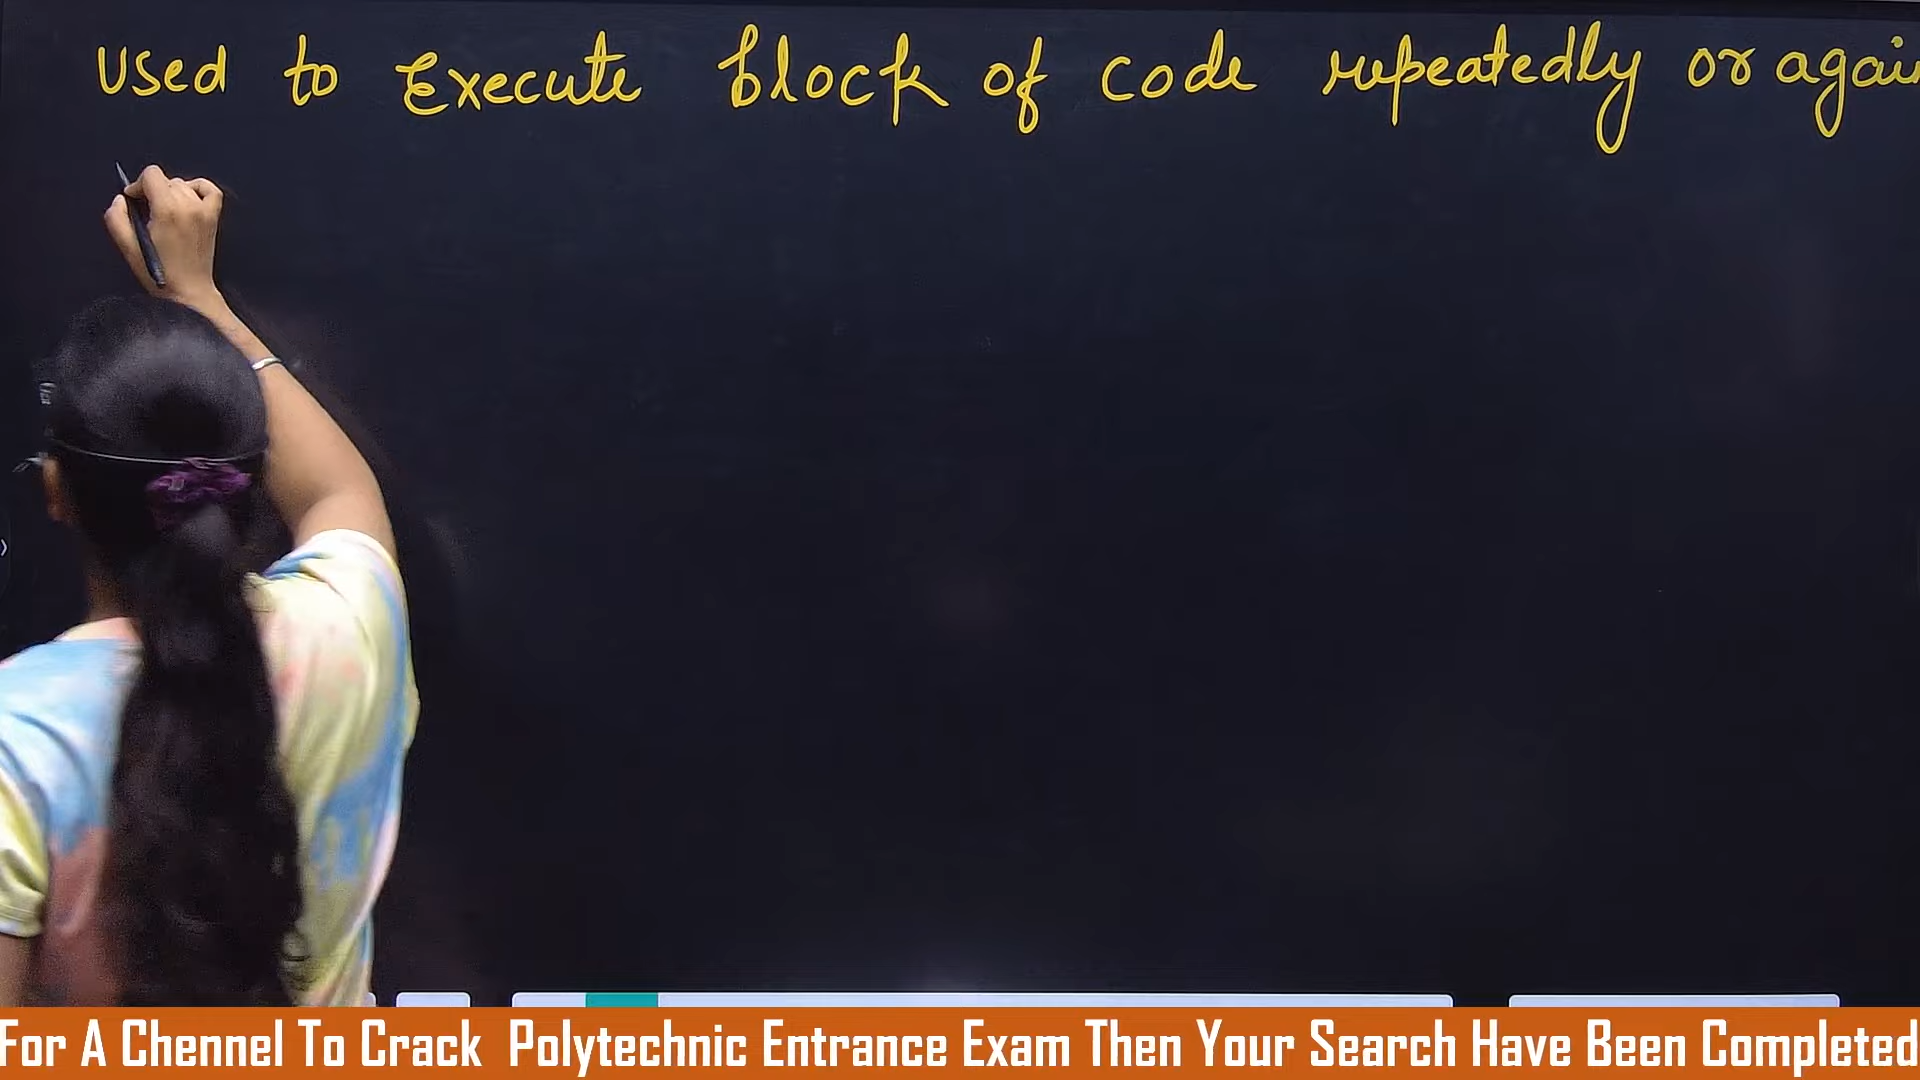 Used to Execute block of code repeatedly or again
For A Chennel To Crack Polytechnic Entrance Exam Then Your Search Have Been Completed